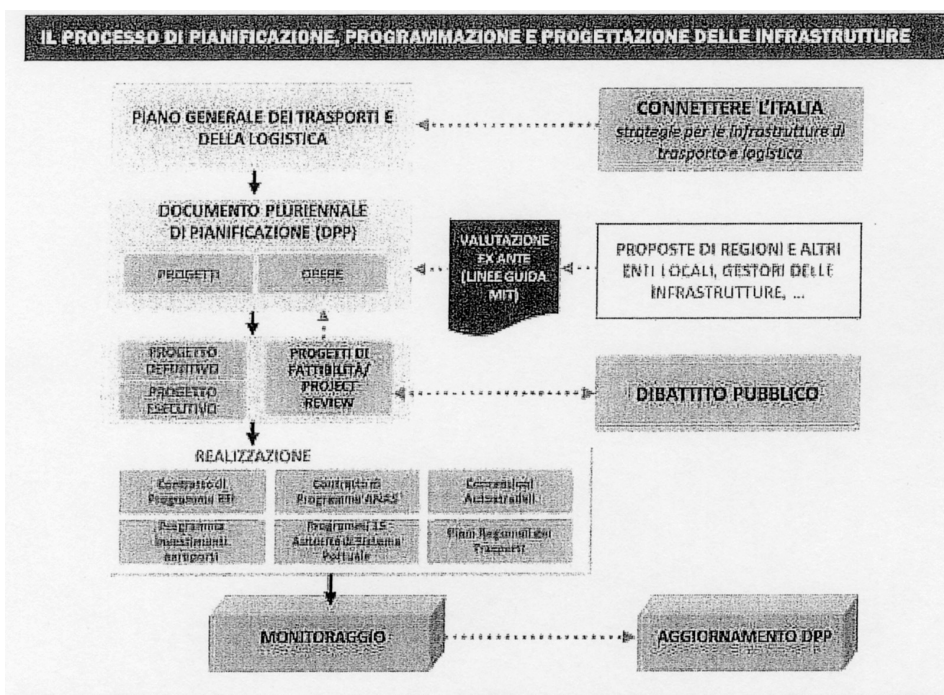 IL PROCESSO DI PIANIFICAZIONE, PROGRAMMAZIONE E PROGETTAZIONE DELLE INFRASTRUTTURE
PIANO GENERALE DEI TRASPORTI E
DELLA LOGISTICA
CONNETTERE L'ITALIA
strategie per le infrastrutture di
trasporto e logistica
DOCUMENTO PLURIENNALE
DI PIANIFICAZIONE (DPP)
PROGETTI
OPERE
VALUTAZIONE
EX ANTE
(LINEE GUIDA
MIT)
PROPOSTE DI REGIONI E ALTRI
ENTI LOCALI, GESTORI DELLE
INFRASTRUTTURE, ...
PROGETTO
DEFINITIVO
PROGETTO
ESECUTIVO
PROGETTI DI
FATTIBILITÀ/
PROJECT
REVIEW
DIBATTITO PUBBLICO
REALIZZAZIONE
Contratto di
Programma RFI
Contratto di
Programma ANAS
Concessioni
Autostradali
Programma
investimenti
aeroporti
Programmi 15
Autorità di Sistema
Portuale
Piani Regionali dei
Trasporti
MONITORAGGIO
AGGIORNAMENTO DPP